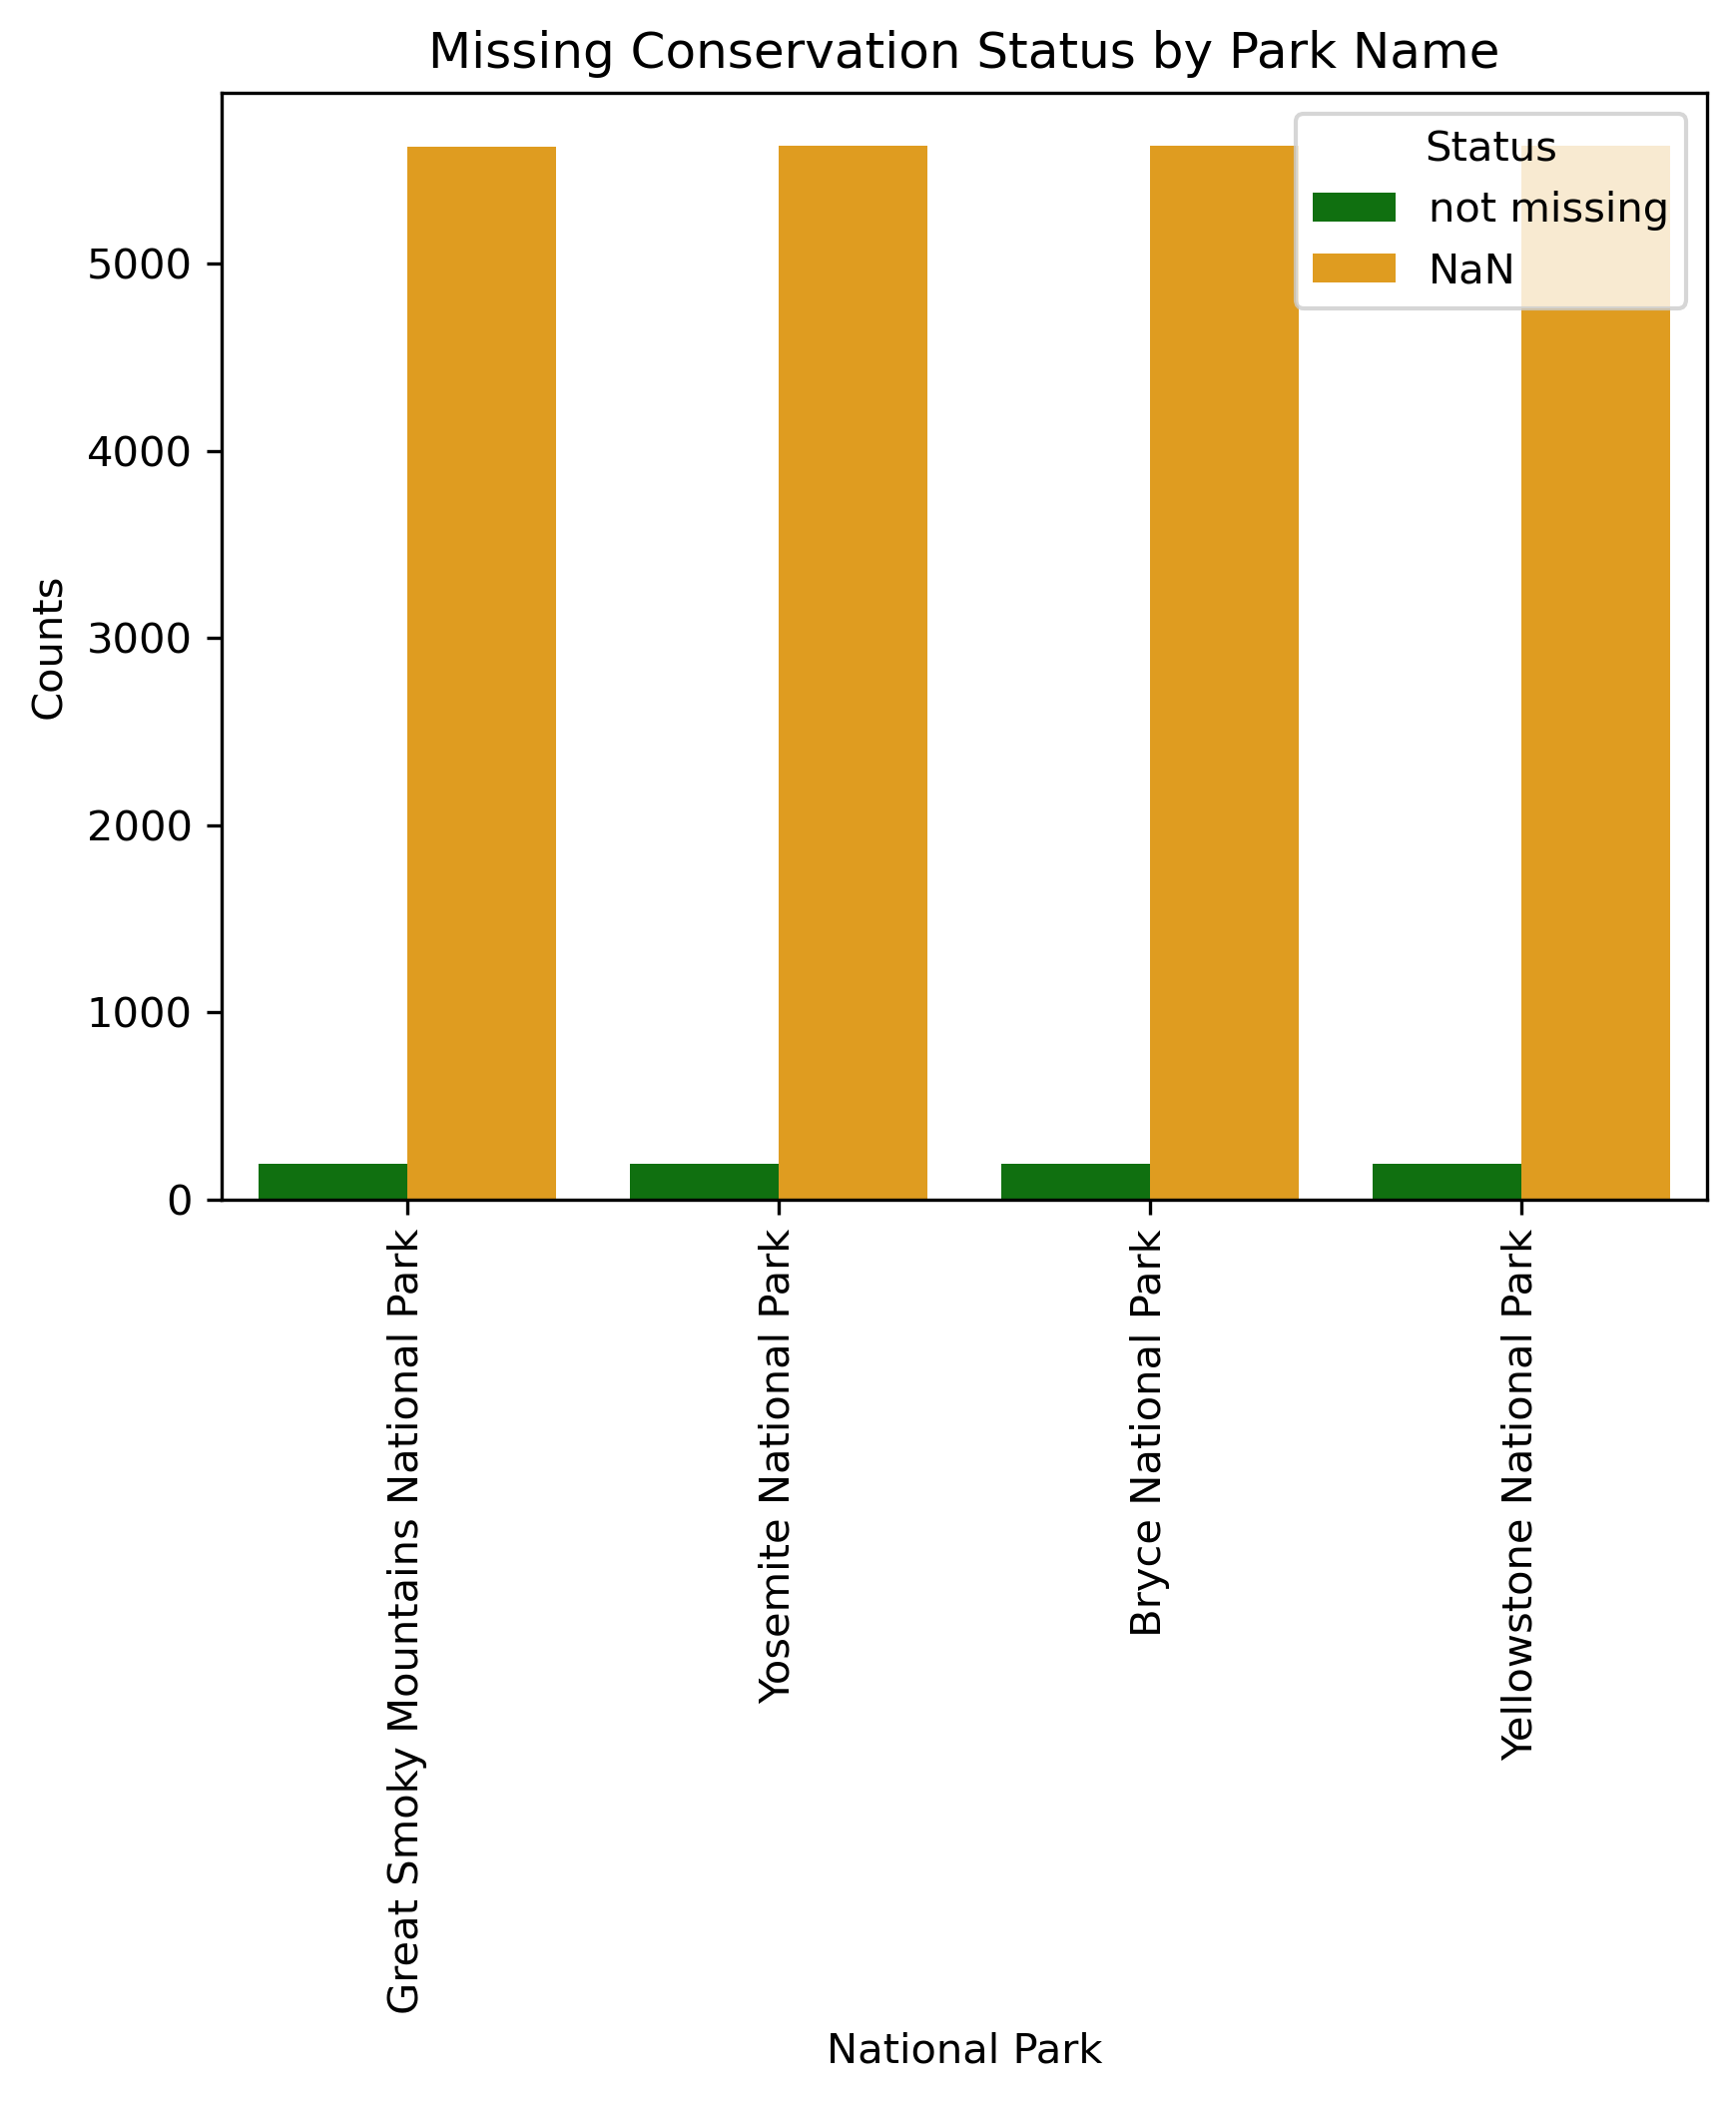 Missing Conservation Status by Park Name
Status
not missing
NaN
Counts
5000
4000
3000
2000
1000
0
Great Smoky Mountains National Park
Yosemite National Park
Bryce National Park
Yellowstone National Park
National Park